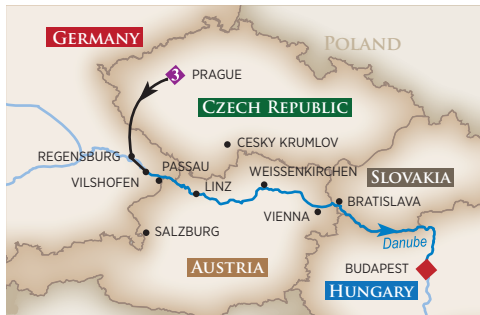 GERMANY
POLAND
3
PRAGUE
CZECH REPUBLIC
CESKY KRUMLOV
REGENSBURG
PASSAU
WEISSENKIRCHEN
SLOVAKIA
VILSHOFEN
LINZ
BRATISLAVA
VIENNA
SALZBURG
Danube
AUSTRIA
BUDAPEST
HUNGARY